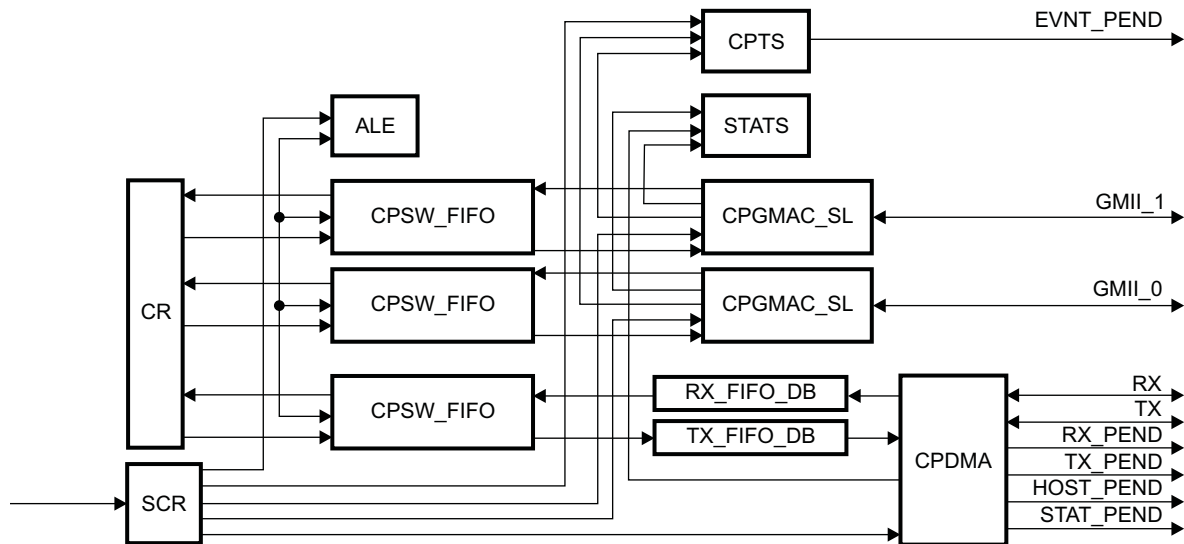 EVNT_PEND
CPTS
ALE
STATS
CPSW_FIFO
CPGMAC_SL
GMII_1
CR
CPSW_FIFO
CPGMAC_SL
GMII_0
CPSW_FIFO
RX_FIFO_DB
TX_FIFO_DB
CPDMA
RX
TX
RX_PEND
TX_PEND
HOST_PEND
STAT_PEND
SCR